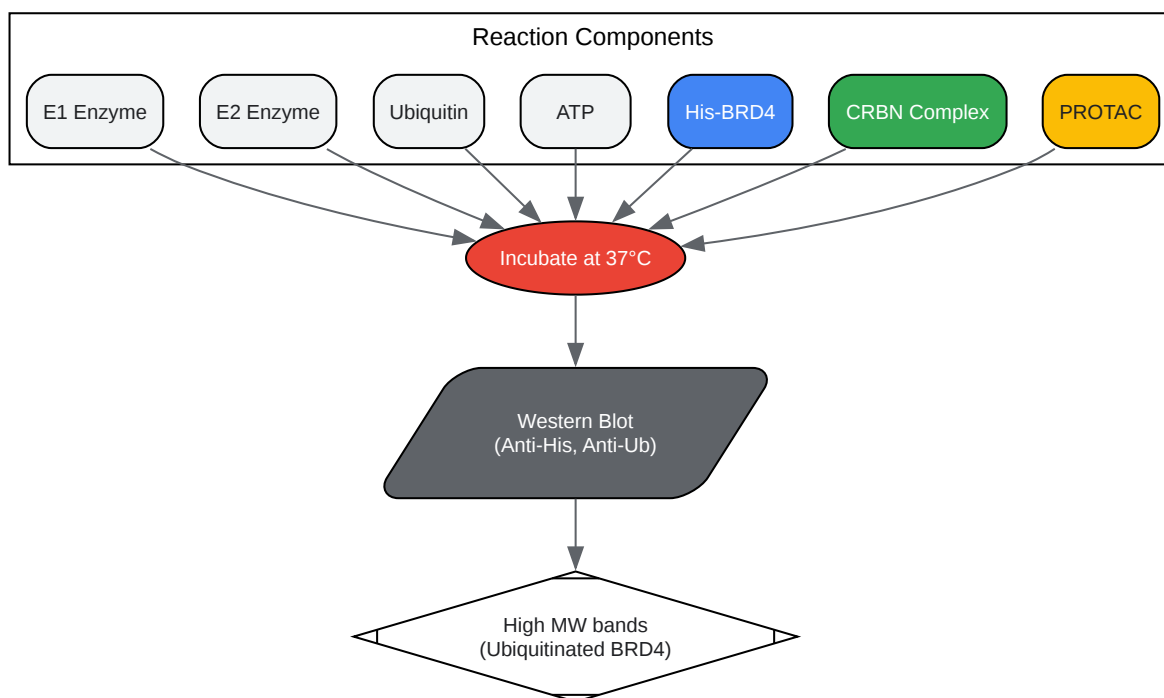 Reaction Components
E1 Enzyme
E2 Enzyme
Ubiquitin
ATP
His-BRD4
CRBN Complex
PROTAC
Incubate at 37°C
Western Blot
(Anti-His, Anti-Ub)
High MW bands
(Ubiquitinated BRD4)